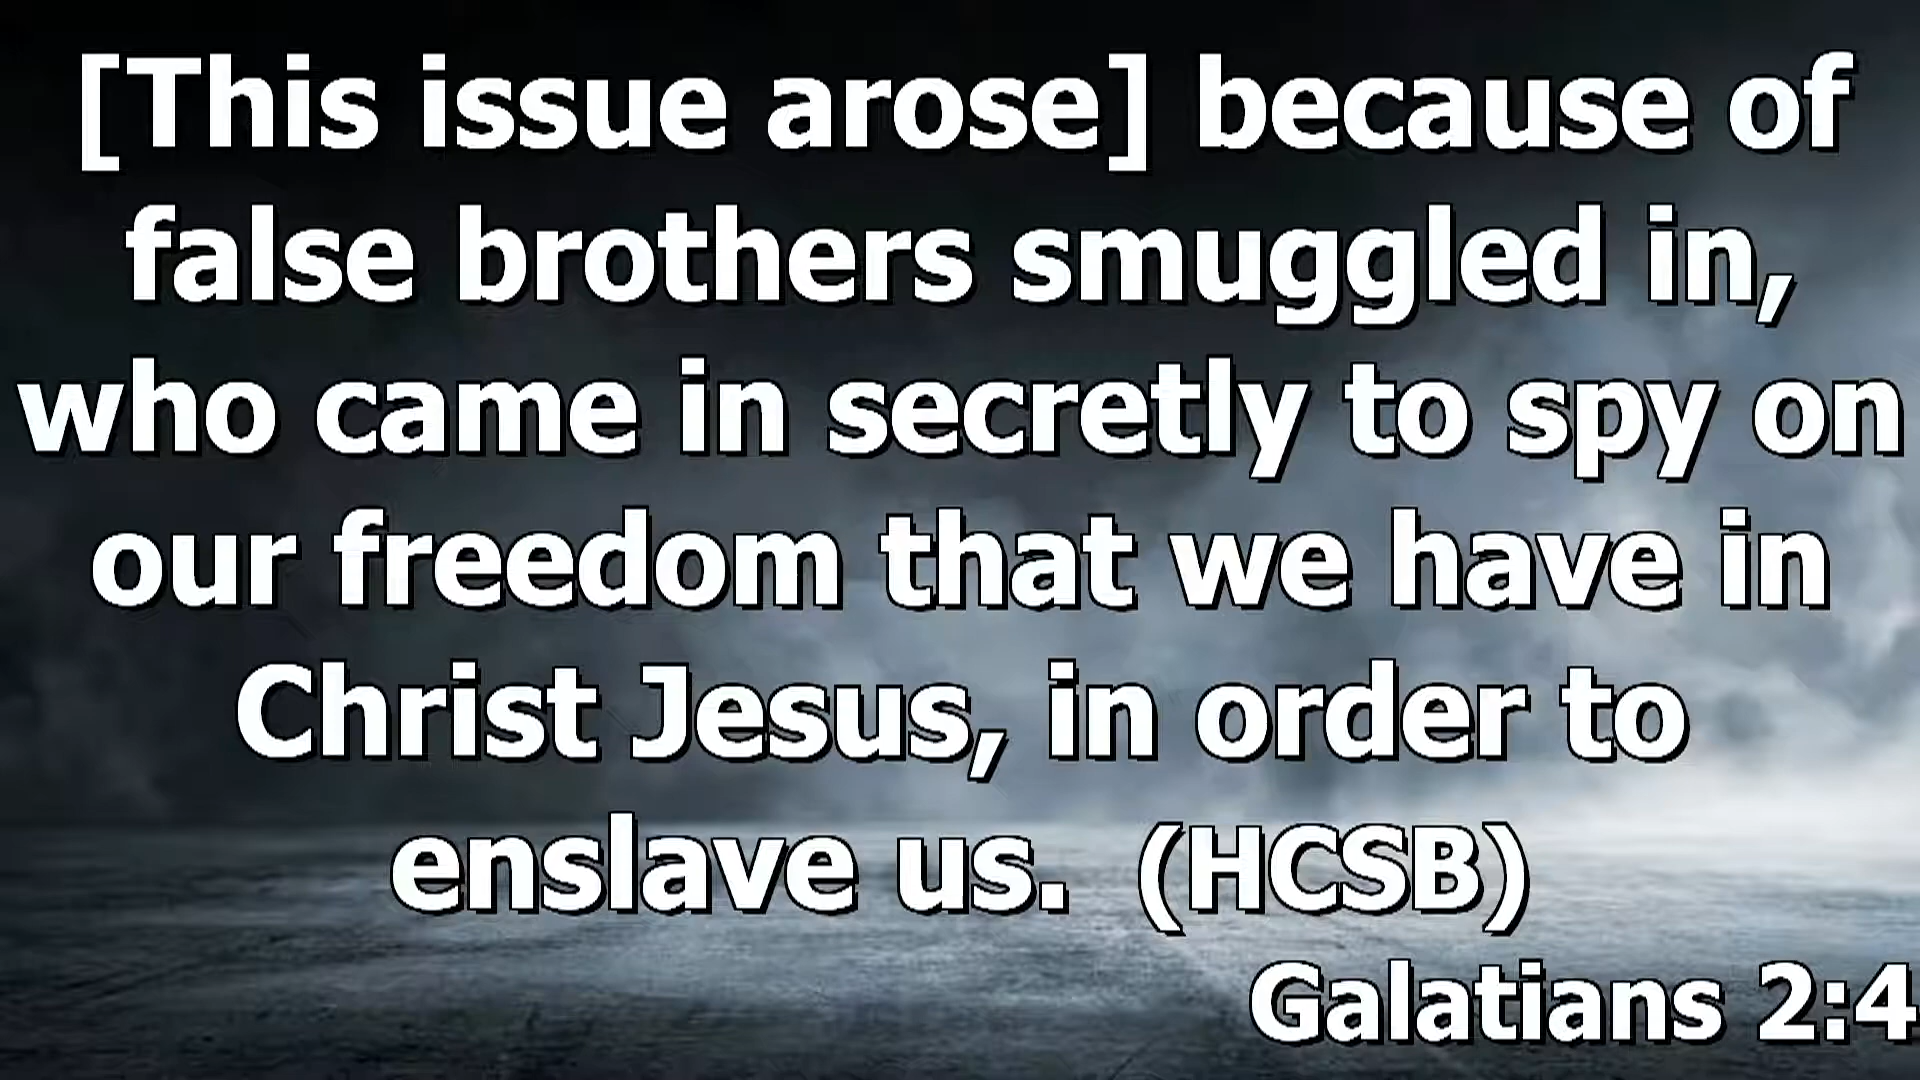 [This issue arose] because of
false brothers smuggled in,
who came in secretly to spy on
our freedom that we have in
Christ Jesus, in order to
enslave us.  (HCSB)
Galatians 2:4